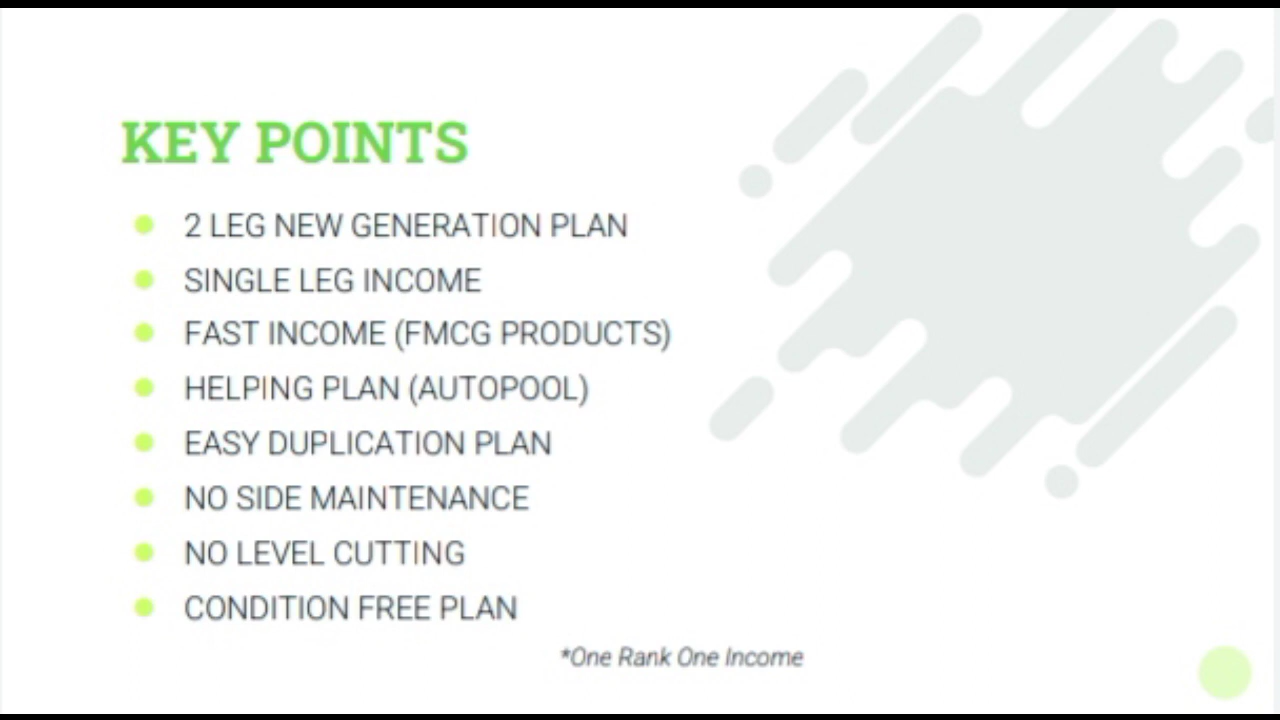 KEY POINTS
2 LEG NEW GENERATION PLAN
SINGLE LEG INCOME
FAST INCOME (FMCG PRODUCTS)
HELPING PLAN (AUTOPOOL)
EASY DUPLICATION PLAN
NO SIDE MAINTENANCE
NO LEVEL CUTTING
CONDITION FREE PLAN
*One Rank One Income